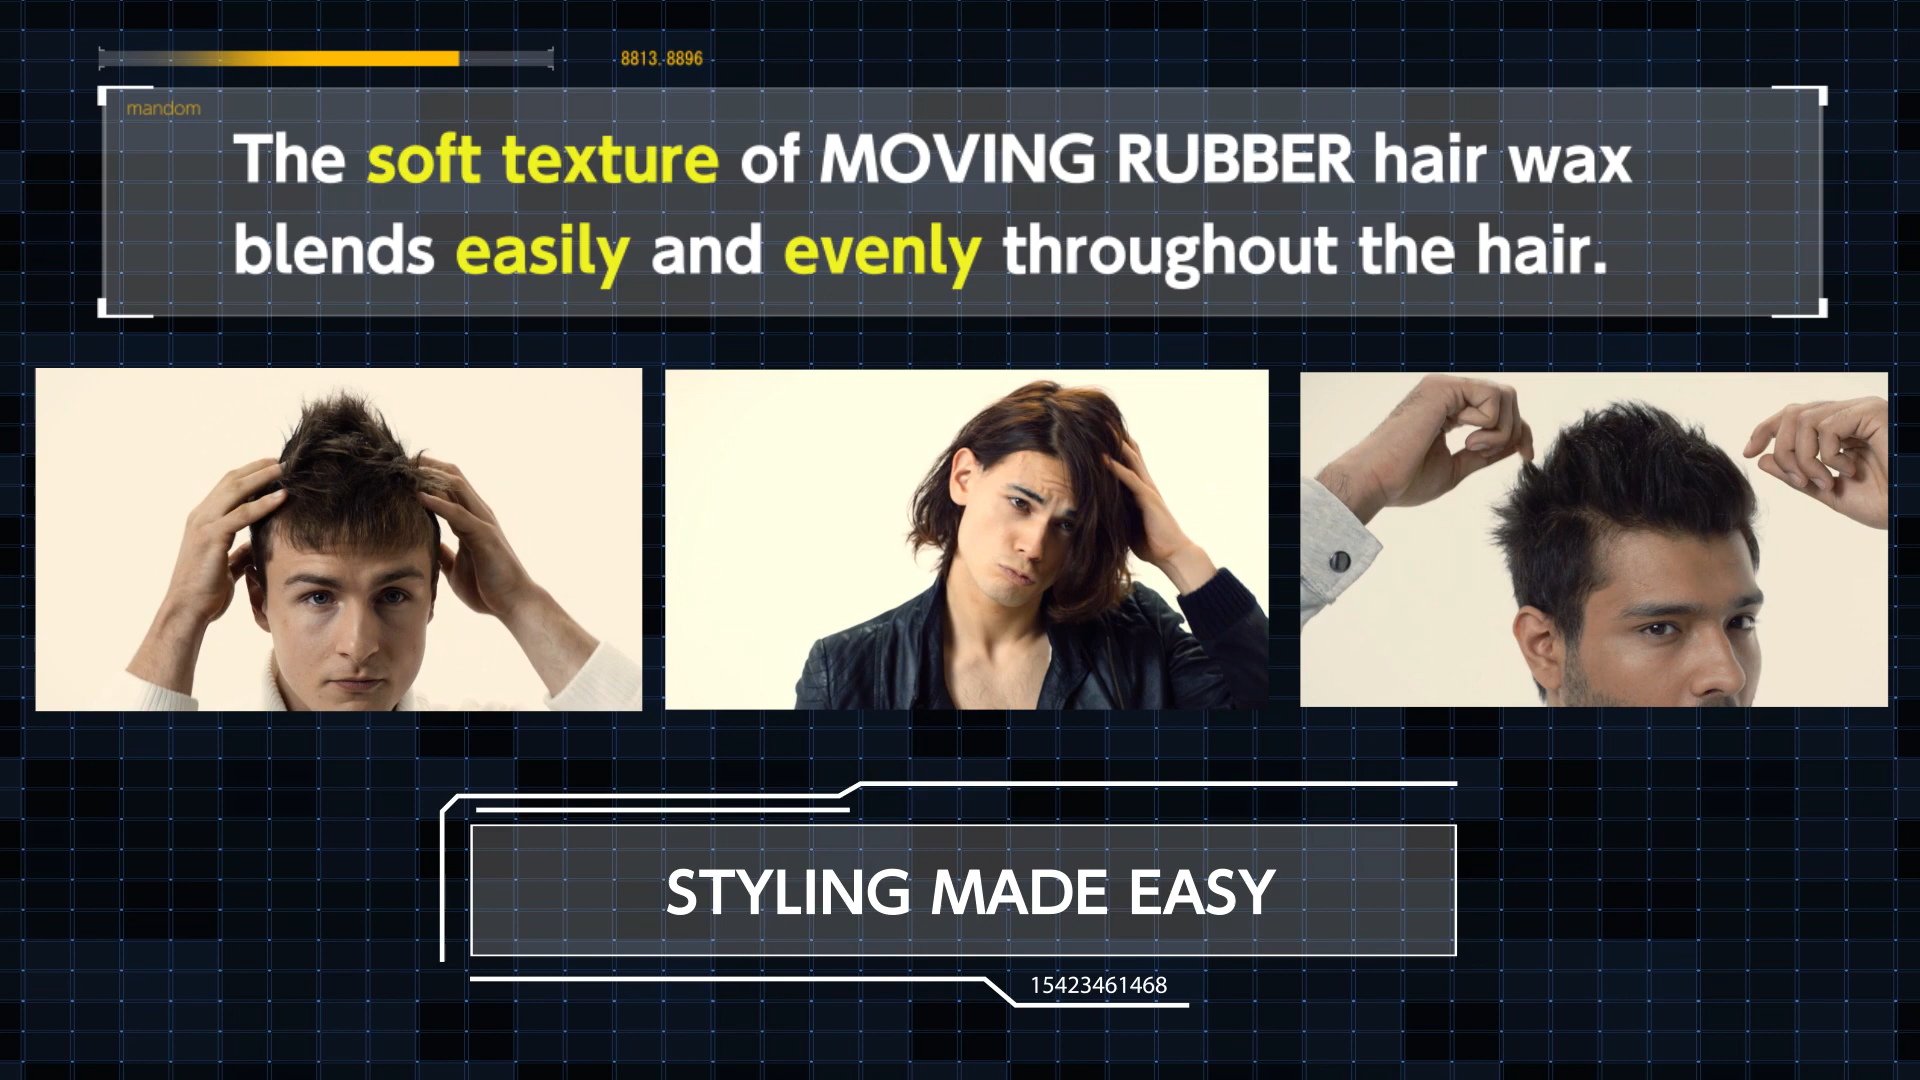 8813.8896
mandom
The soft texture of MOVING RUBBER hair wax
blends easily and evenly throughout the hair.
STYLING MADE EASY
15423461468